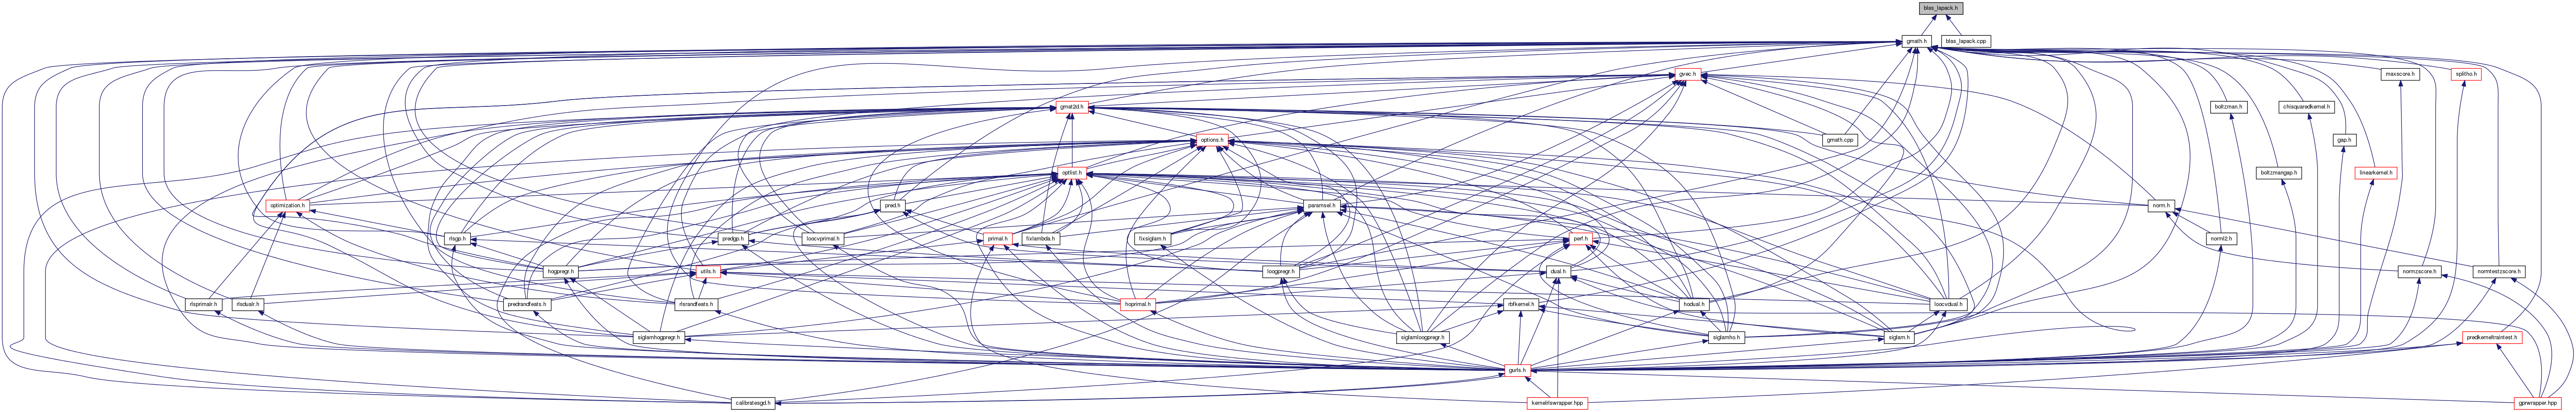 blas_lapack.h
gmath.h
blas_lapack.cpp
gvec.h
maxscore.h
splitho.h
gmat2d.h
boltzman.h
chisquaredkernel.h
options.h
gmath.cpp
gap.h
optlist.h
boltzmangap.h
linearkernel.h
optimization.h
pred.h
paramsel.h
norm.h
rlsgp.h
predgp.h
loocvprimal.h
primal.h
fixlambda.h
fixsiglam.h
perf.h
norml2.h
hogpregr.h
utils.h
loogpregr.h
dual.h
normzscore.h
normtestzscore.h
rlsprimalr.h
rlsdualr.h
predrandfeats.h
rlsrandfeats.h
hoprimal.h
rbfkernel.h
hodual.h
loocvdual.h
siglamhogpregr.h
siglamloogpregr.h
siglamho.h
siglam.h
predkerneltraintest.h
gurls.h
calibratesgd.h
kernelrlswrapper.hpp
gprwrapper.hpp